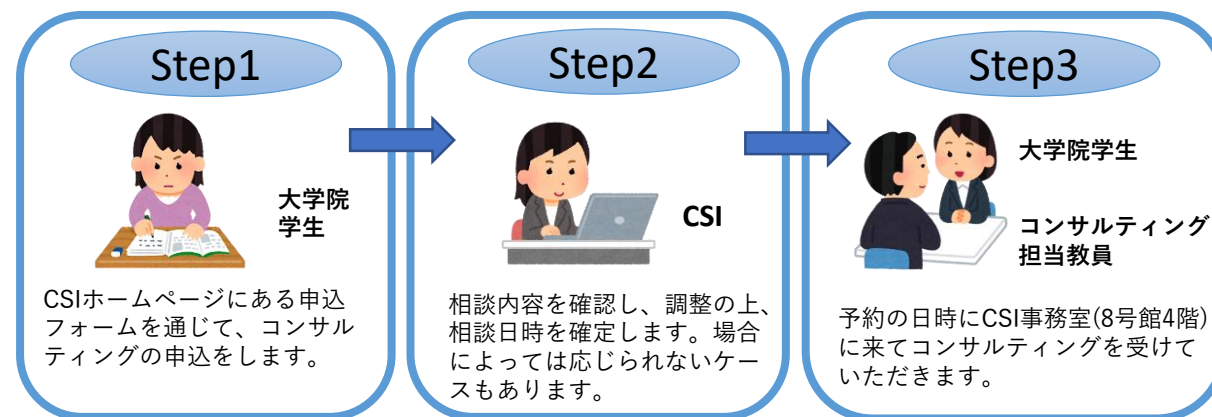 Step1
大学院
学生
CSIホームページにある申込
フォームを通じて、コンサル
ティングの申込をします。
Step2
CSI
相談内容を確認し、調整の上、
相談日時を確定します。場合
によっては応じられないケー
スもあります。
Step3
大学院学生
コンサルティング
担当教員
予約の日時にCSI事務室(8号館4階)
に来てコンサルティングを受けて
いただきます。